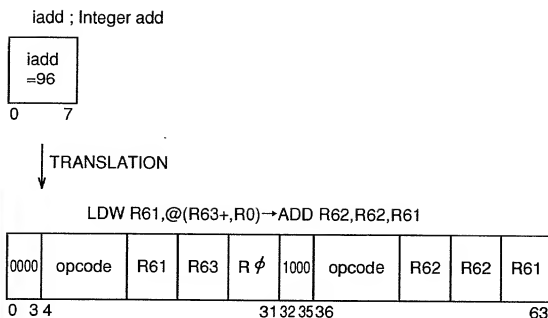 iadd ; Integer add
iadd
=96
0 7
TRANSLATION
LDW R61,@(R63+,R0)→ADD R62,R62,R61
0000 opcode R61 R63 Rϕ 1000 opcode R62 R62 R61
0 3 4 31 32 35 36 63